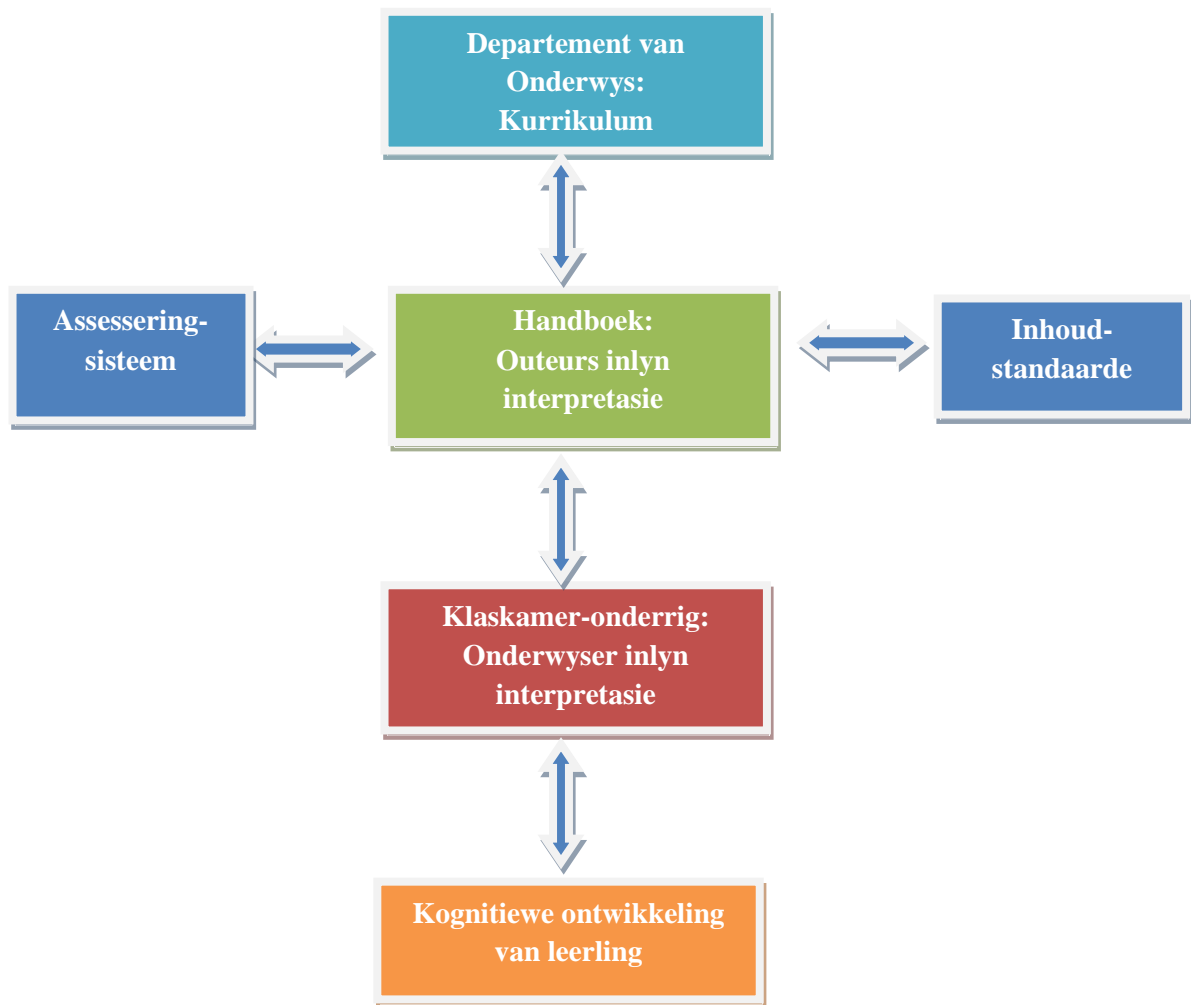 Departement van
Onderwys:
Kurrikulum
Assessering-
sisteem
Handboek:
Outeurs inlyn
interpretasie
Inhoud-
standaarde
Klaskamer-onderrig:
Onderwyser inlyn
interpretasie
Kognitiewe ontwikkeling
van leerling